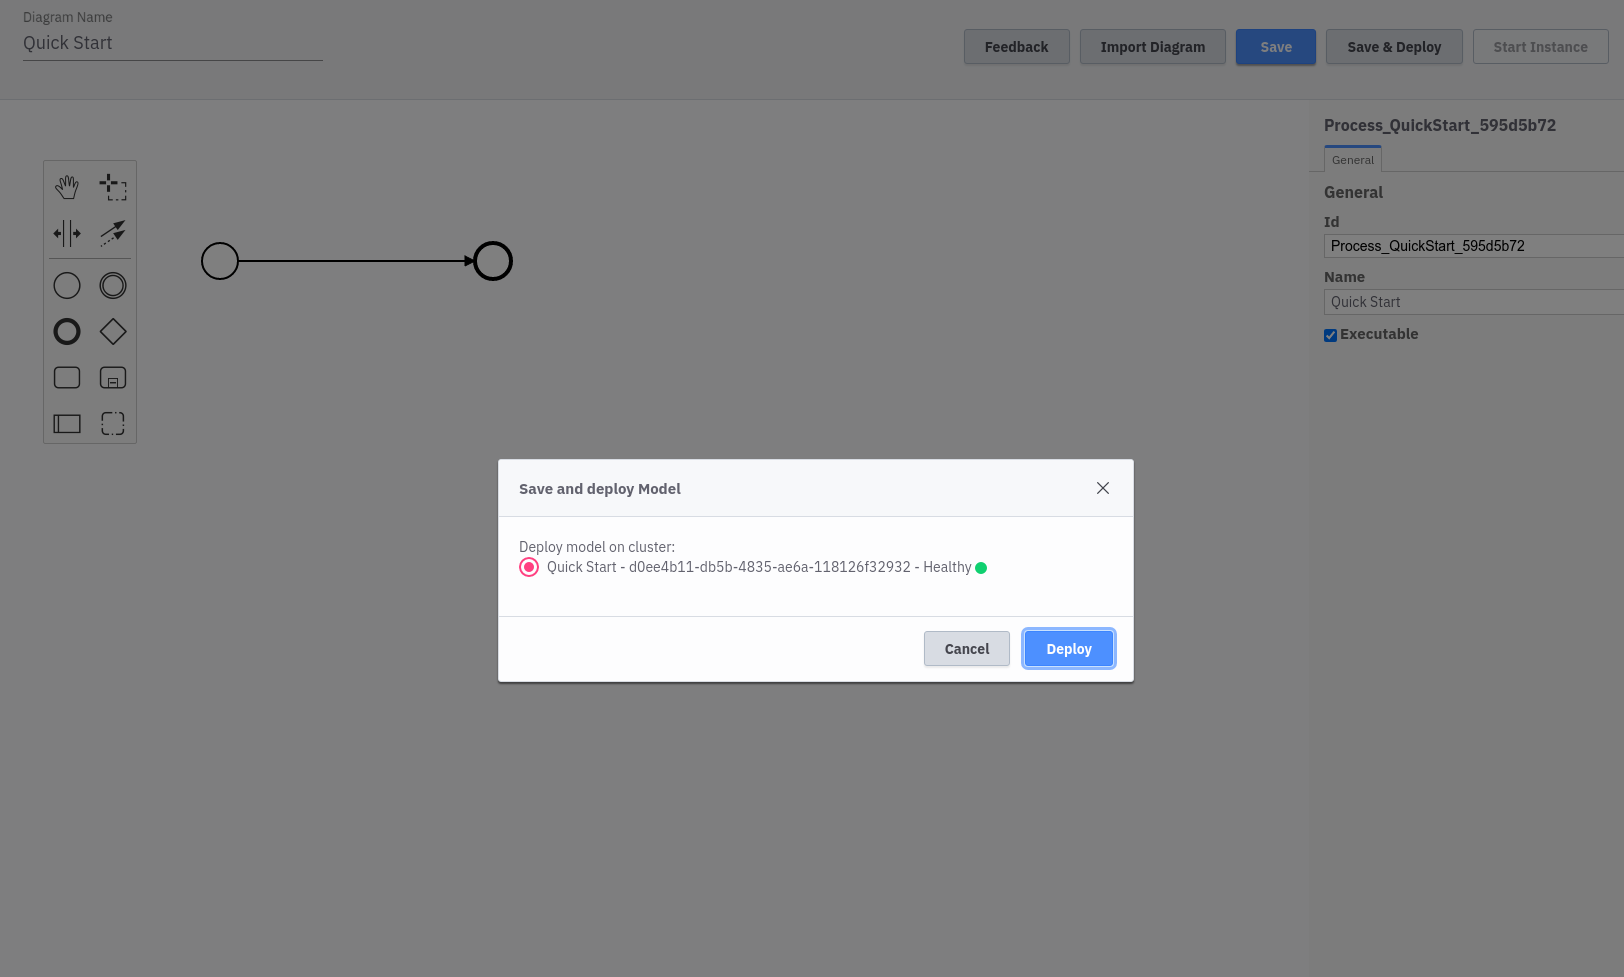 Diagram Name
Quick Start
Feedback
Import Diagram
Save
Save & Deploy
Start Instance
Process_QuickStart_595d5b72
General
General
Id
Process_QuickStart_595d5b72
Name
Quick Start
Executable
Save and deploy Model
Deploy model on cluster:
Quick Start - d0ee4b11-db5b-4835-ae6a-118126f32932 - Healthy
Cancel
Deploy